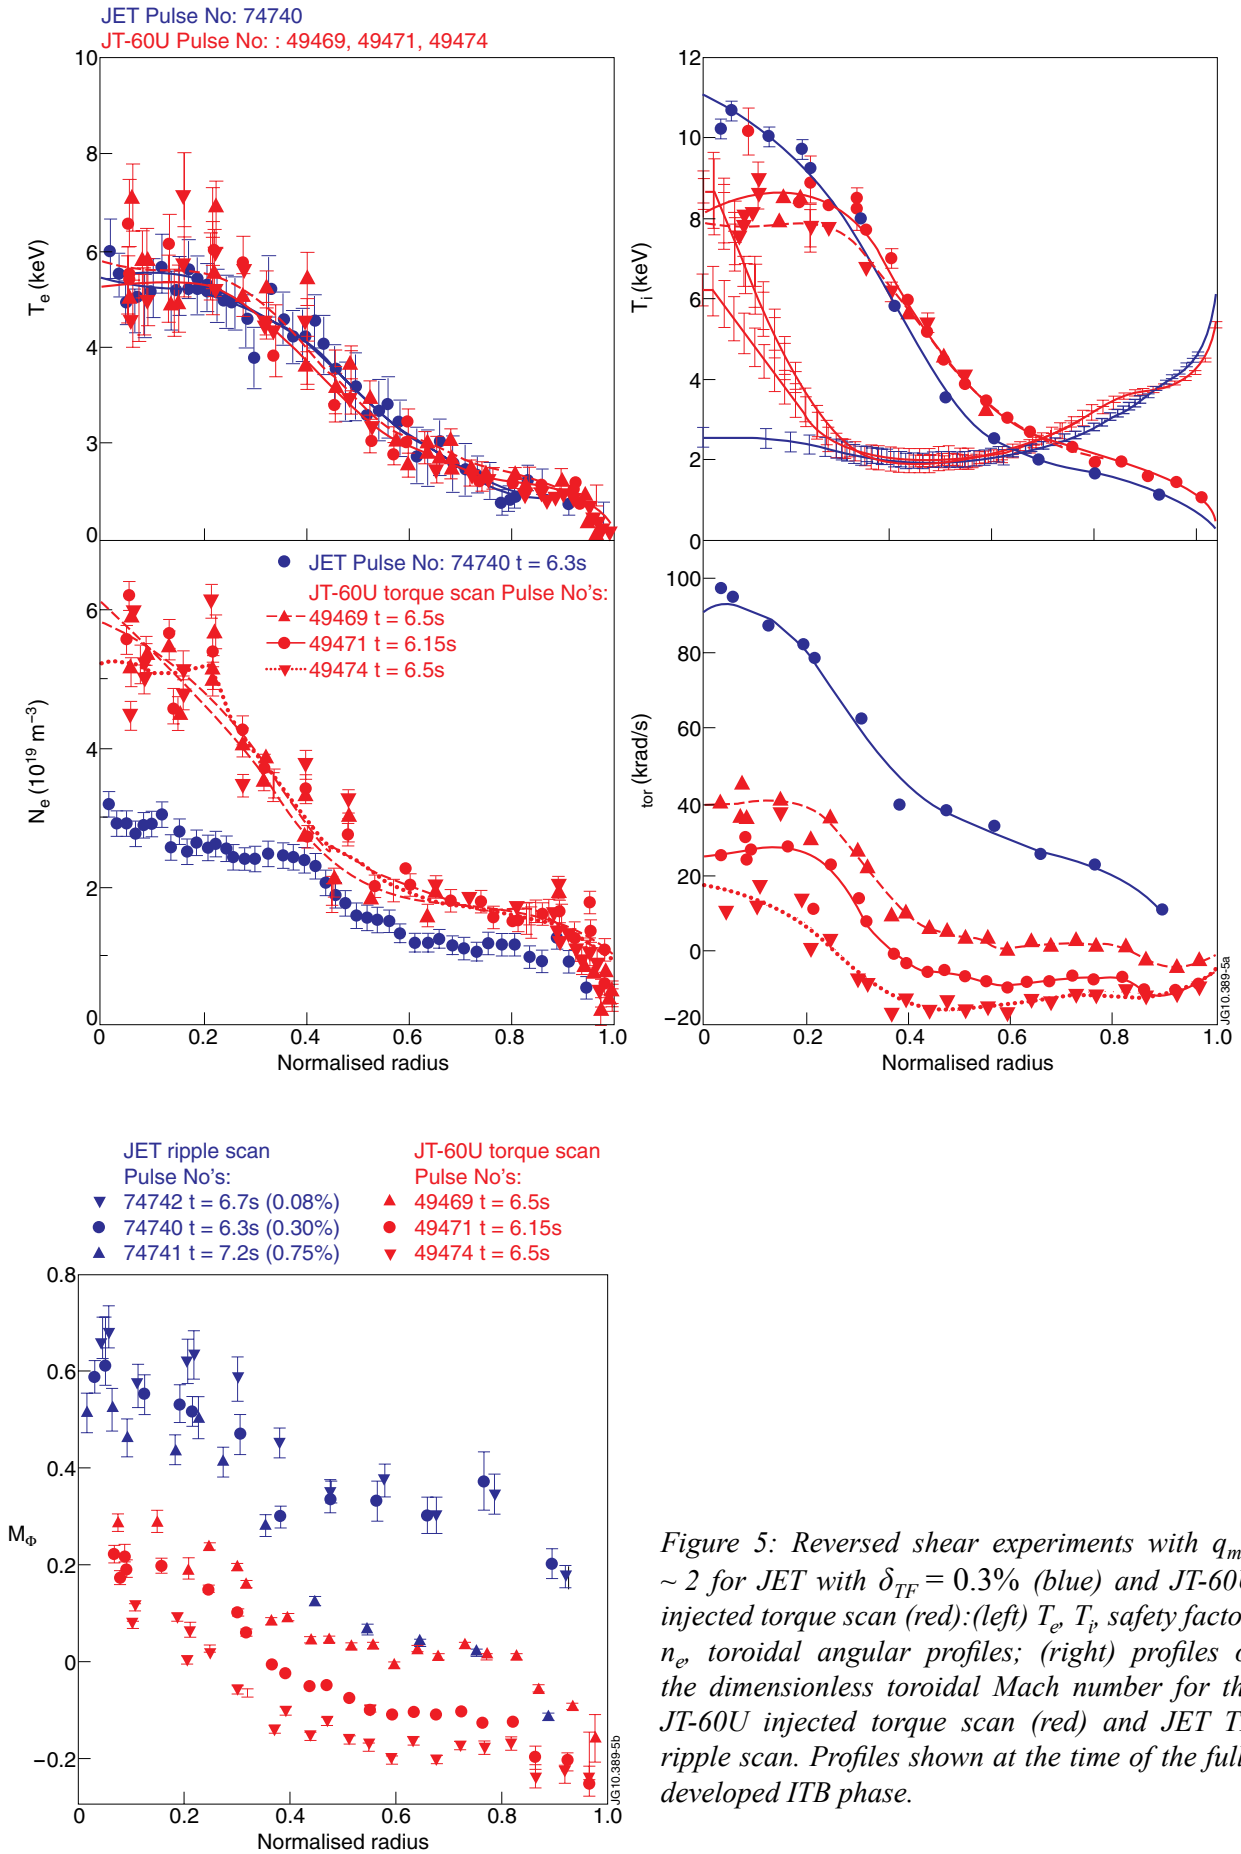 JET Pulse No: 74740
JT-60U Pulse No: : 49469, 49471, 49474
10
8
6
4
3
0
T_e (keV)
12
10
8
6
4
2
0
T_i (keV)
JET Pulse No: 74740 t = 6.3s
JT-60U torque scan Pulse No's:
49469 t = 6.5s
49471 t = 6.15s
49474 t = 6.5s
6
4
2
0
N_e (10^19 m^−3)
0 0.2 0.4 0.6 0.8 1.0
Normalised radius
100
80
60
40
20
0
−20
tor (krad/s)
0 0.2 0.4 0.6 0.8 1.0
Normalised radius
JG10.389-5a
JET ripple scan
Pulse No's:
74742 t = 6.7s (0.08%)
74740 t = 6.3s (0.30%)
74741 t = 7.2s (0.75%)
JT-60U torque scan
Pulse No's:
49469 t = 6.5s
49471 t = 6.15s
49474 t = 6.5s
0.8
0.6
0.4
0.2
0
−0.2
M_Φ
0 0.2 0.4 0.6 0.8 1.0
Normalised radius
JG10.389-5b
Figure 5: Reversed shear experiments with q_m
~ 2 for JET with δ_TF = 0.3% (blue) and JT-60U
injected torque scan (red):(left) T_e, T_i, safety facto
n_e, toroidal angular profiles; (right) profiles o
the dimensionless toroidal Mach number for th
JT-60U injected torque scan (red) and JET T
ripple scan. Profiles shown at the time of the full
developed ITB phase.